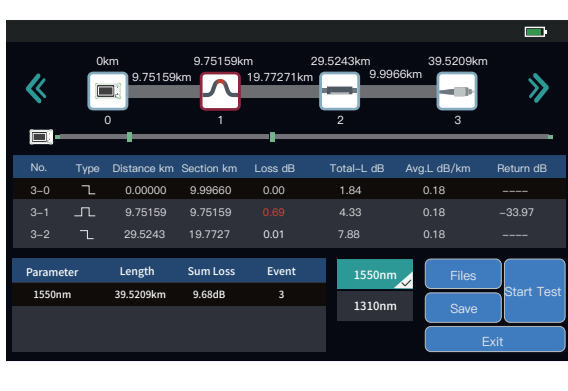 0km 9.75159km 29.5243km 39.5209km
9.75159km 19.77271km 9.9966km
0 1 2 3
No. Type Distance km Section km Loss dB Total-L dB Avg.L dB/km Return dB
3-0 0.00000 9.99660 0.00 1.84 0.18 ----
3-1 9.75159 9.75159 0.69 4.33 0.18 -33.97
3-2 29.5243 19.7727 0.01 7.88 0.18 ----
Parameter Length Sum Loss Event
1550nm 39.5209km 9.68dB 3
1550nm
1310nm
Files
Save
Start Test
Exit